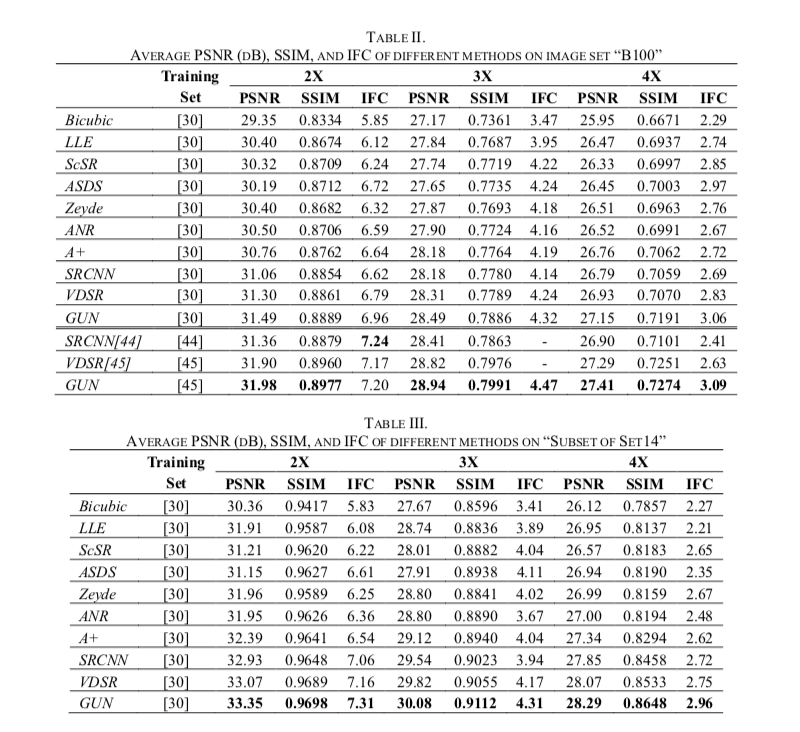 TABLE II.
AVERAGE PSNR (DB), SSIM, AND IFC OF DIFFERENT METHODS ON IMAGE SET “B100”
Training 2X 3X 4X
Set PSNR SSIM IFC PSNR SSIM IFC PSNR SSIM IFC
Bicubic [30] 29.35 0.8334 5.85 27.17 0.7361 3.47 25.95 0.6671 2.29
LLE [30] 30.40 0.8674 6.12 27.84 0.7687 3.95 26.47 0.6937 2.74
ScSR [30] 30.32 0.8709 6.24 27.74 0.7719 4.22 26.33 0.6997 2.85
ASDS [30] 30.19 0.8712 6.72 27.65 0.7735 4.24 26.45 0.7003 2.97
Zeyde [30] 30.40 0.8682 6.32 27.87 0.7693 4.18 26.51 0.6963 2.76
ANR [30] 30.50 0.8706 6.59 27.90 0.7724 4.16 26.52 0.6991 2.67
A+ [30] 30.76 0.8762 6.64 28.18 0.7764 4.19 26.76 0.7062 2.72
SRCNN [30] 31.06 0.8854 6.62 28.18 0.7780 4.14 26.79 0.7059 2.69
VDSR [30] 31.30 0.8861 6.79 28.31 0.7789 4.24 26.93 0.7070 2.83
GUN [30] 31.49 0.8889 6.96 28.49 0.7886 4.32 27.15 0.7191 3.06
SRCNN[44] [44] 31.36 0.8879 7.24 28.41 0.7863 - 26.90 0.7101 2.41
VDSR[45] [45] 31.90 0.8960 7.17 28.82 0.7976 - 27.29 0.7251 2.63
GUN [45] 31.98 0.8977 7.20 28.94 0.7991 4.47 27.41 0.7274 3.09
TABLE III.
AVERAGE PSNR (DB), SSIM, AND IFC OF DIFFERENT METHODS ON “SUBSET OF SET14”
Training 2X 3X 4X
Set PSNR SSIM IFC PSNR SSIM IFC PSNR SSIM IFC
Bicubic [30] 30.36 0.9417 5.83 27.67 0.8596 3.41 26.12 0.7857 2.27
LLE [30] 31.91 0.9587 6.08 28.74 0.8836 3.89 26.95 0.8137 2.21
ScSR [30] 31.21 0.9620 6.22 28.01 0.8882 4.04 26.57 0.8183 2.65
ASDS [30] 31.15 0.9627 6.61 27.91 0.8938 4.11 26.94 0.8190 2.35
Zeyde [30] 31.96 0.9589 6.25 28.80 0.8841 4.02 26.99 0.8159 2.67
ANR [30] 31.95 0.9626 6.36 28.80 0.8890 3.67 27.00 0.8194 2.48
A+ [30] 32.39 0.9641 6.54 29.12 0.8940 4.04 27.34 0.8294 2.62
SRCNN [30] 32.93 0.9648 7.06 29.54 0.9023 3.94 27.85 0.8458 2.72
VDSR [30] 33.07 0.9689 7.16 29.82 0.9055 4.17 28.07 0.8533 2.75
GUN [30] 33.35 0.9698 7.31 30.08 0.9112 4.31 28.29 0.8648 2.96